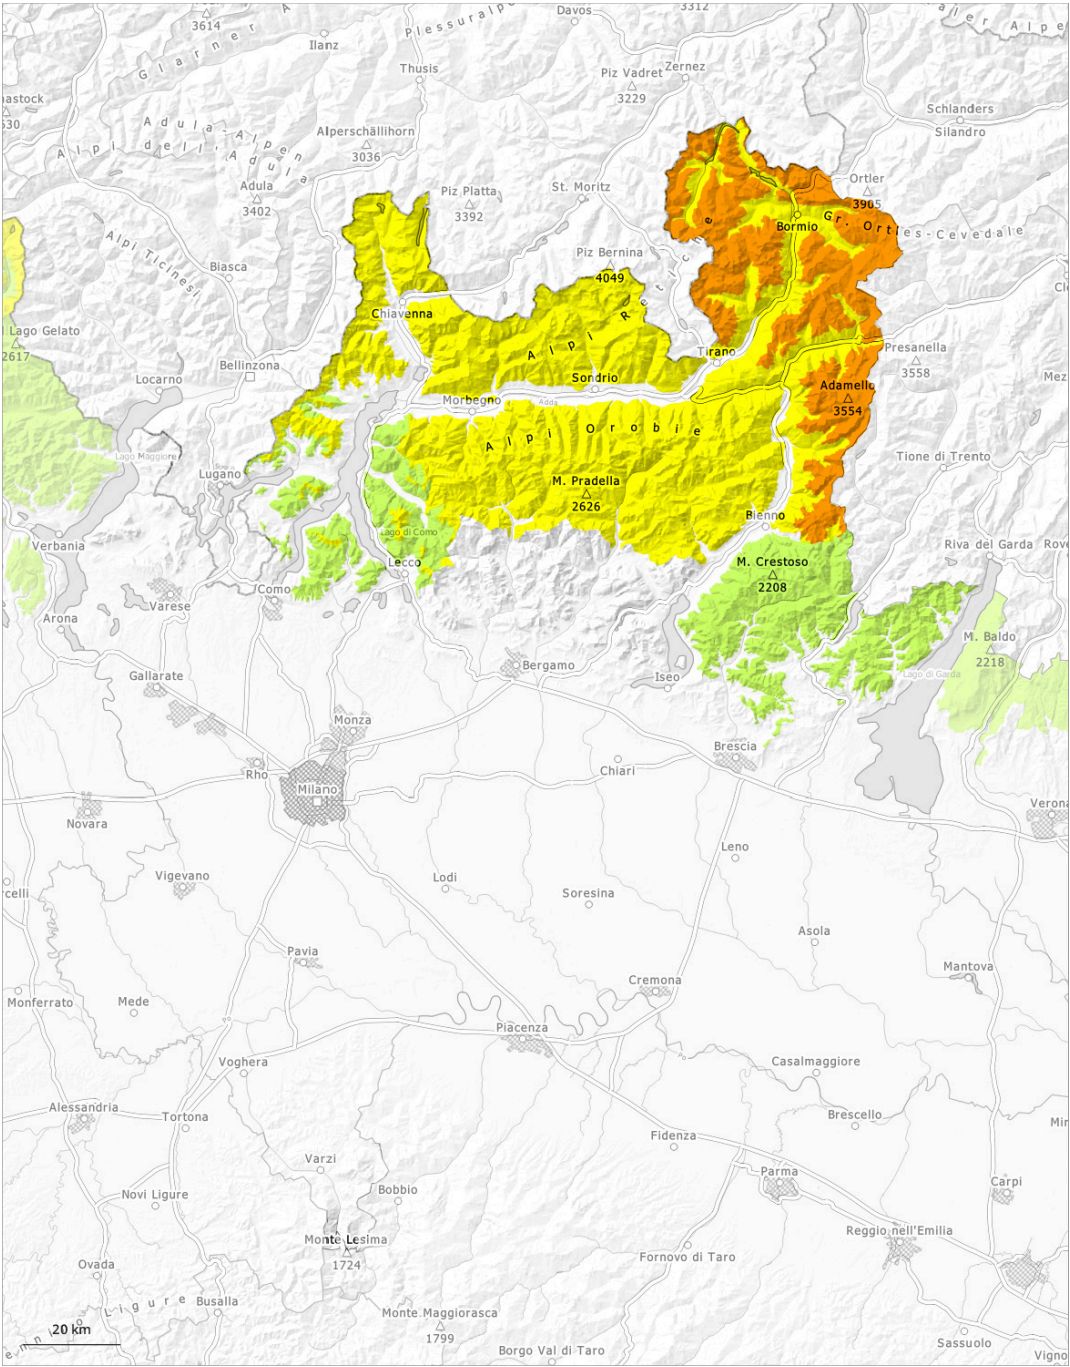 Davos
3312
3614
Plessuralpe
Ilanz
Glarner A
Thusis
Piz Vadret
3229
Zernez
Schlanders
Silandro
Adula-Alpen
Alpi dell'Adula
Alperschällihorn
3036
Adula
3402
Piz Platta
3392
St. Moritz
Ortler
3905
Bormio
Gr. Ortles-Cevedale
Alpi Ticinesi
Biasca
Piz Bernina
4049
Chiavenna
Alpi Retiche
Lago Gelato
2617
Tirano
Presanella
3558
Bellinzona
Locarno
Sondrio
Morbegno
Adda
Adamello
3554
Alpi Orobie
Lago Maggiore
Lugano
M. Pradella
2626
Tione di Trento
Bienno
Lago di Como
Verbania
Lecco
M. Crestoso
2208
Riva del Garda
Como
Varese
Arona
M. Baldo
2218
Bergamo
Gallarate
Iseo
Lago di Garda
Monza
Brescia
Rho
Chiari
Milano
Novara
Verona
Leno
Vigevano
Lodi
Soresina
Asola
Pavia
Mantova
Cremona
Monferrato
Mede
Piacenza
Voghera
Casalmaggiore
Alessandria
Tortona
Brescello
Fidenza
Varzi
Parma
Novi Ligure
Bobbio
Carpi
Monte Lesima
1724
Reggio nell'Emilia
Fornovo di Taro
Ovada
Ligure
Busalla
Monte Maggiorasca
1799
20 km
Sassuolo
Borgo Val di Taro